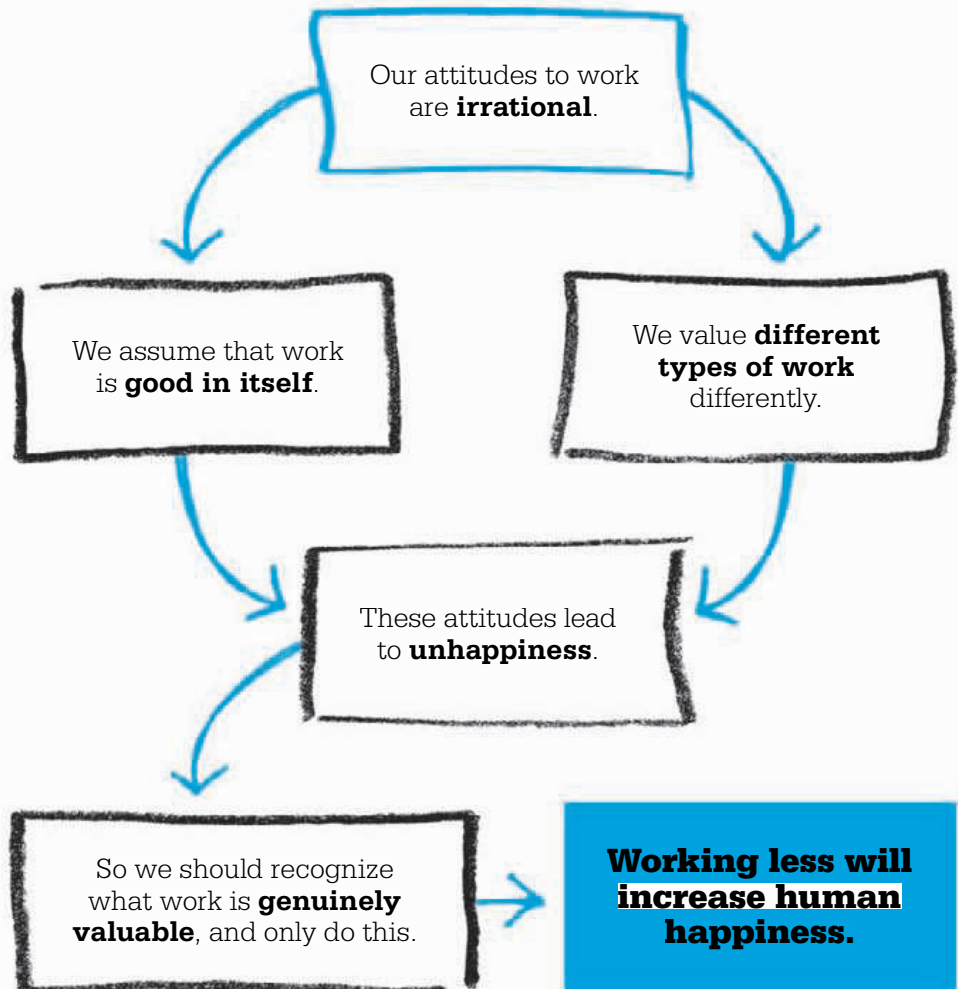 Our attitudes to work
are irrational.
We assume that work
is good in itself.
We value different
types of work
differently.
These attitudes lead
to unhappiness.
So we should recognize
what work is genuinely
valuable, and only do this.
Working less will
increase human
happiness.